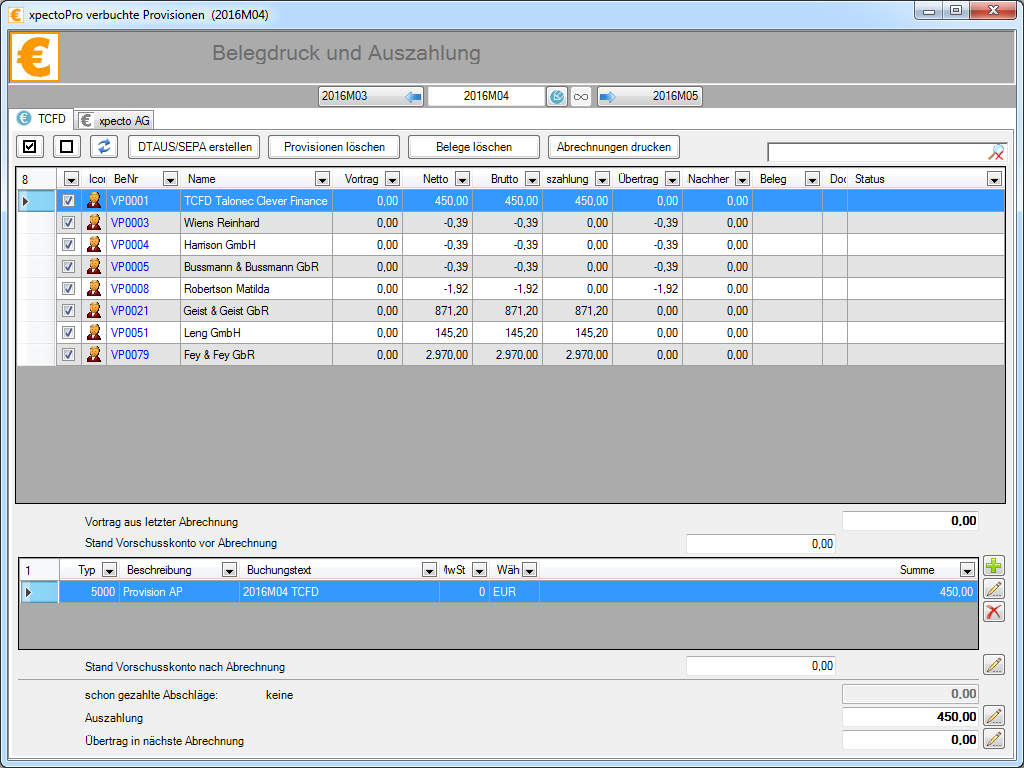 xpectoPro verbuchte Provisionen (2016M04)
€ Belegdruck und Auszahlung
2016M03 2016M04 2016M05
€ TCFD € xpecto AG
DTAUS/SEPA erstellen Provisionen löschen Belege löschen Abrechnungen drucken
8 Icor BeNr Name Vortrag Netto Brutto szahlung Übertrag Nachher Beleg Doc Status
VP0001 TCFD Talonec Clever Finance 0,00 450,00 450,00 450,00 0,00 0,00
VP0003 Wiens Reinhard 0,00 -0,39 -0,39 0,00 -0,39 0,00
VP0004 Harrison GmbH 0,00 -0,39 -0,39 0,00 -0,39 0,00
VP0005 Bussmann & Bussmann GbR 0,00 -0,39 -0,39 0,00 -0,39 0,00
VP0008 Robertson Matilda 0,00 -1,92 -1,92 0,00 -1,92 0,00
VP0021 Geist & Geist GbR 0,00 871,20 871,20 871,20 0,00 0,00
VP0051 Leng GmbH 0,00 145,20 145,20 145,20 0,00 0,00
VP0079 Fey & Fey GbR 0,00 2.970,00 2.970,00 2.970,00 0,00 0,00
Vortrag aus letzter Abrechnung 0,00
Stand Vorschusskonto vor Abrechnung 0,00
1 Typ Beschreibung Buchungstext MwSt Wäh Summe
5000 Provision AP 2016M04 TCFD 0 EUR 450,00
Stand Vorschusskonto nach Abrechnung 0,00
schon gezahlte Abschläge: keine 0,00
Auszahlung 450,00
Übertrag in nächste Abrechnung 0,00